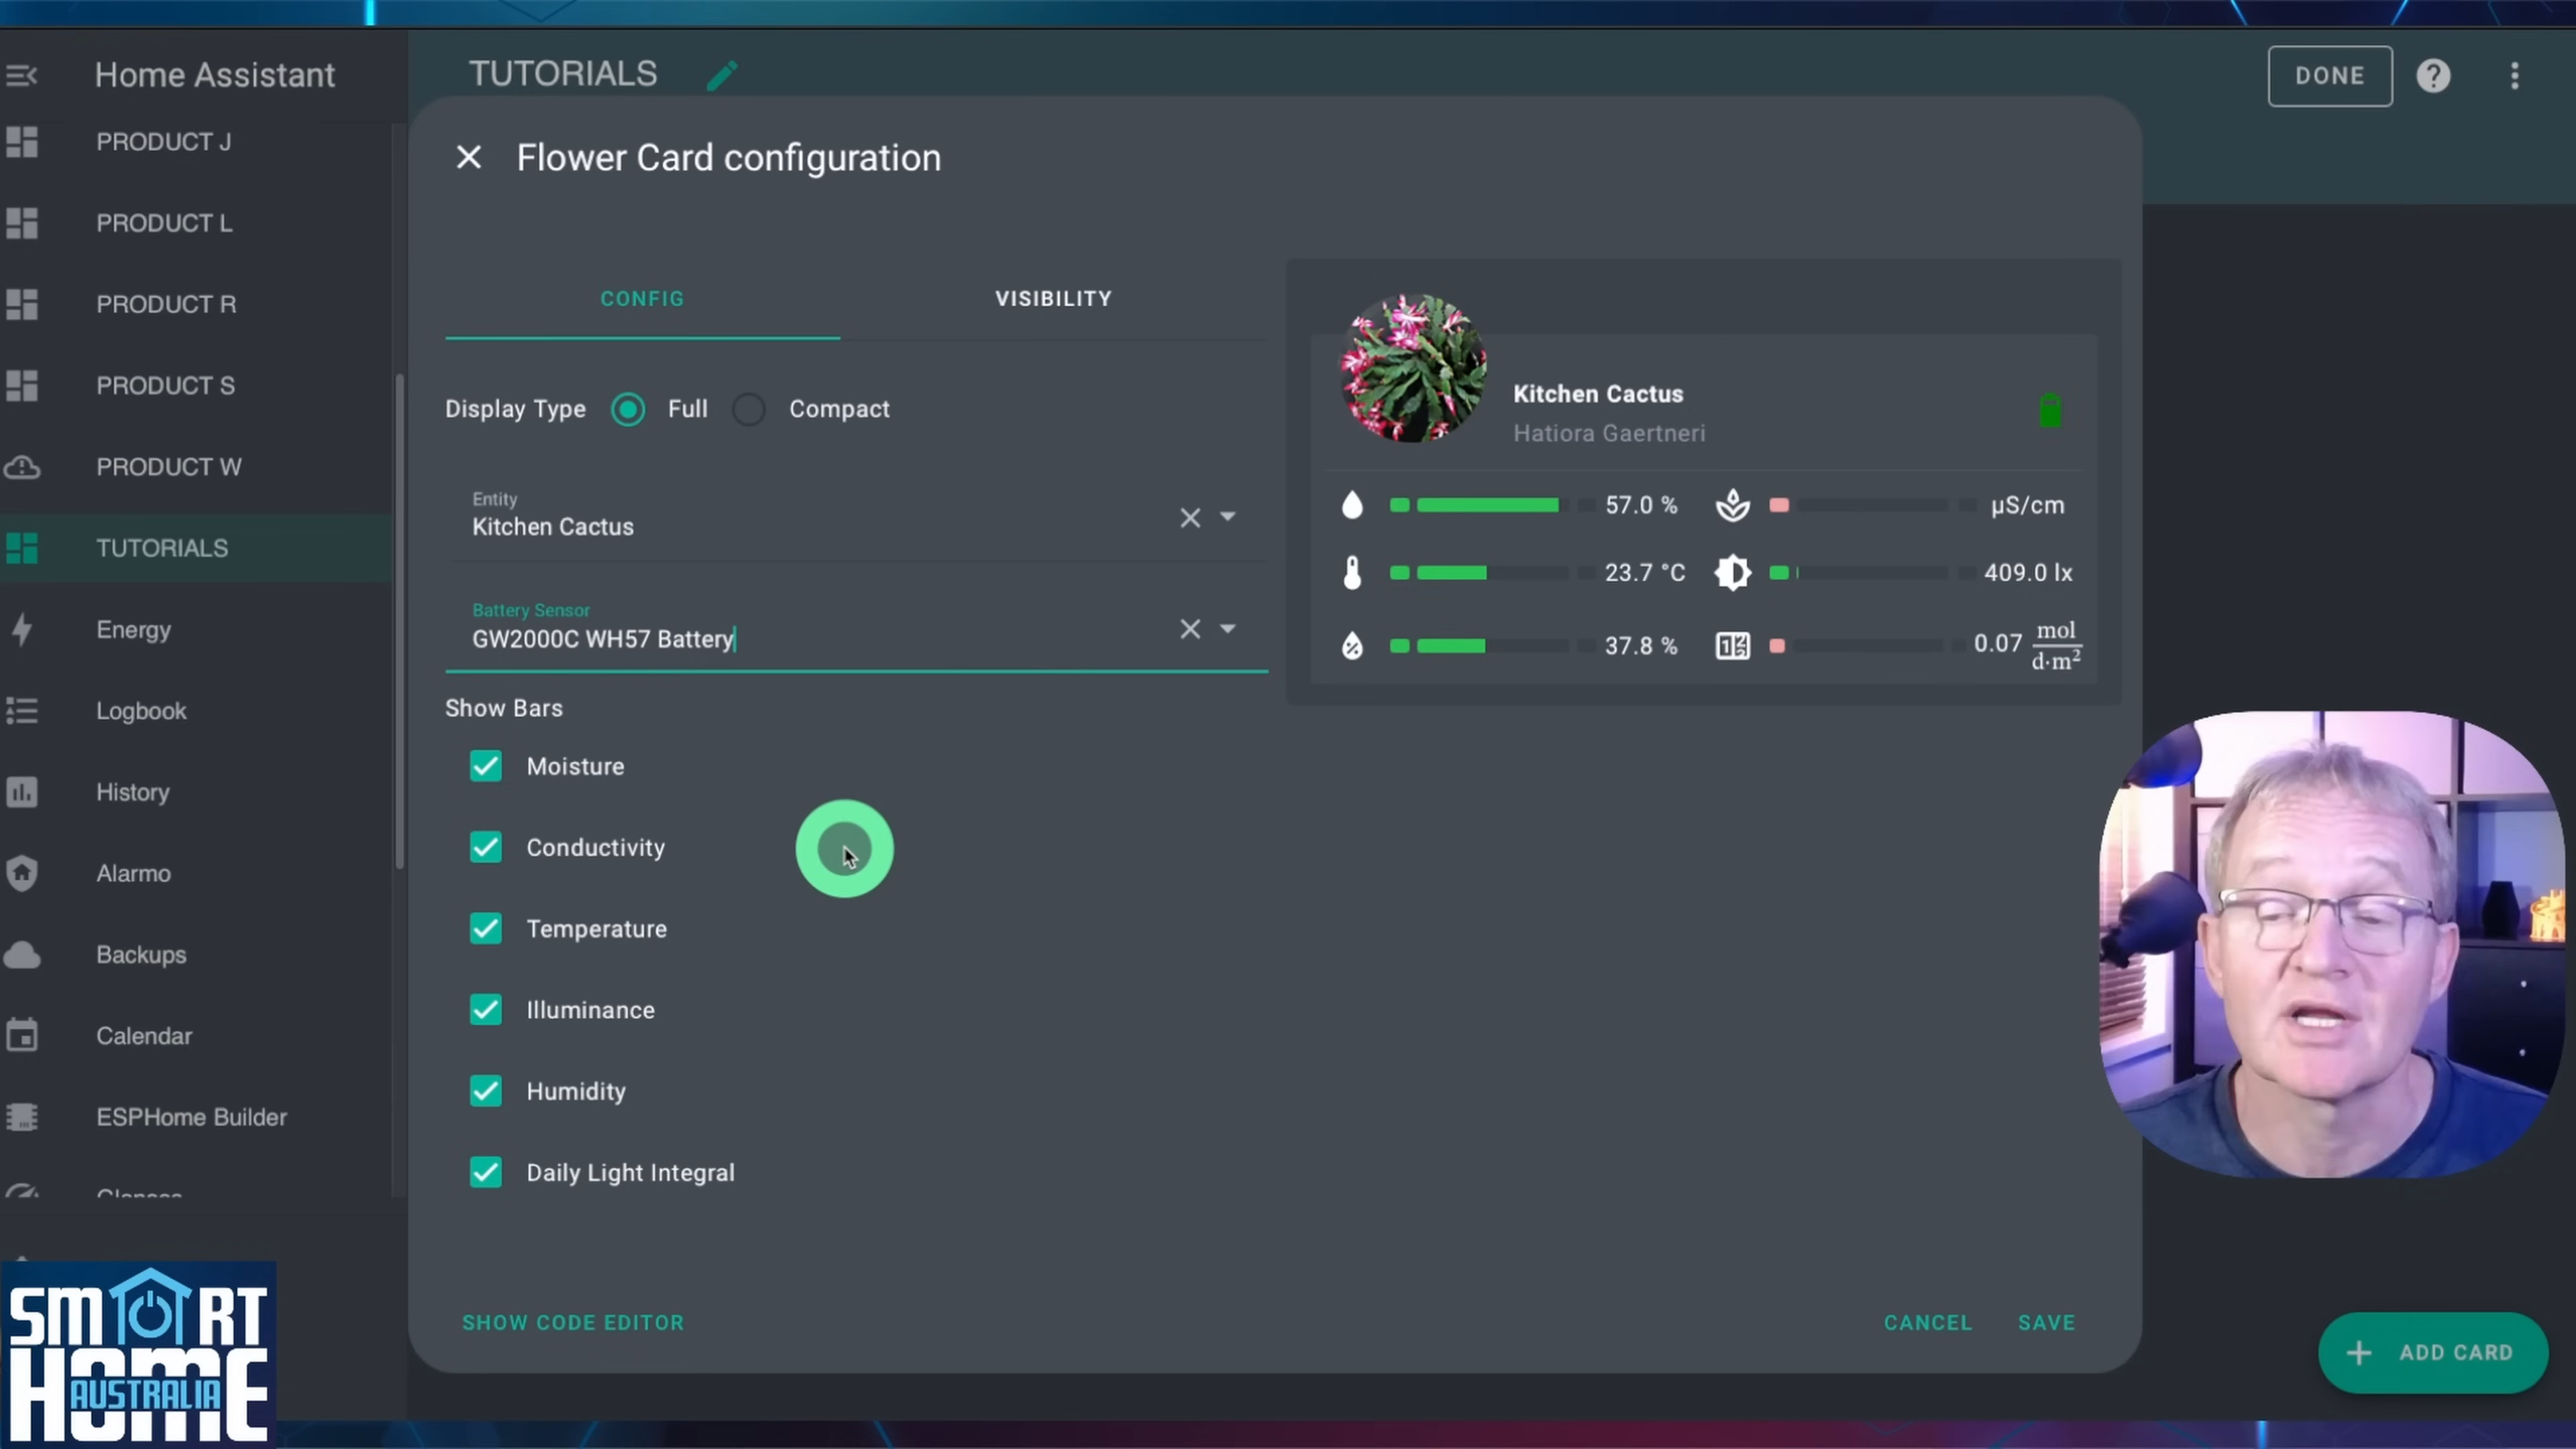 Home Assistant
PRODUCT J
PRODUCT L
PRODUCT R
PRODUCT S
PRODUCT W
TUTORIALS
Energy
Logbook
History
Alarmo
Backups
Calendar
ESPHome Builder
TUTORIALS
DONE
Flower Card configuration
CONFIG
VISIBILITY
Display Type
Full
Compact
Entity
Kitchen Cactus
Battery Sensor
GW2000C WH57 Battery
Show Bars
Moisture
Conductivity
Temperature
Illuminance
Humidity
Daily Light Integral
SHOW CODE EDITOR
CANCEL
SAVE
Kitchen Cactus
Hatiora Gaertneri
57.0 %
µS/cm
23.7 °C
409.0 lx
37.8 %
0.07 mol
d·m²
ADD CARD
SMART
HOME
AUSTRALIA